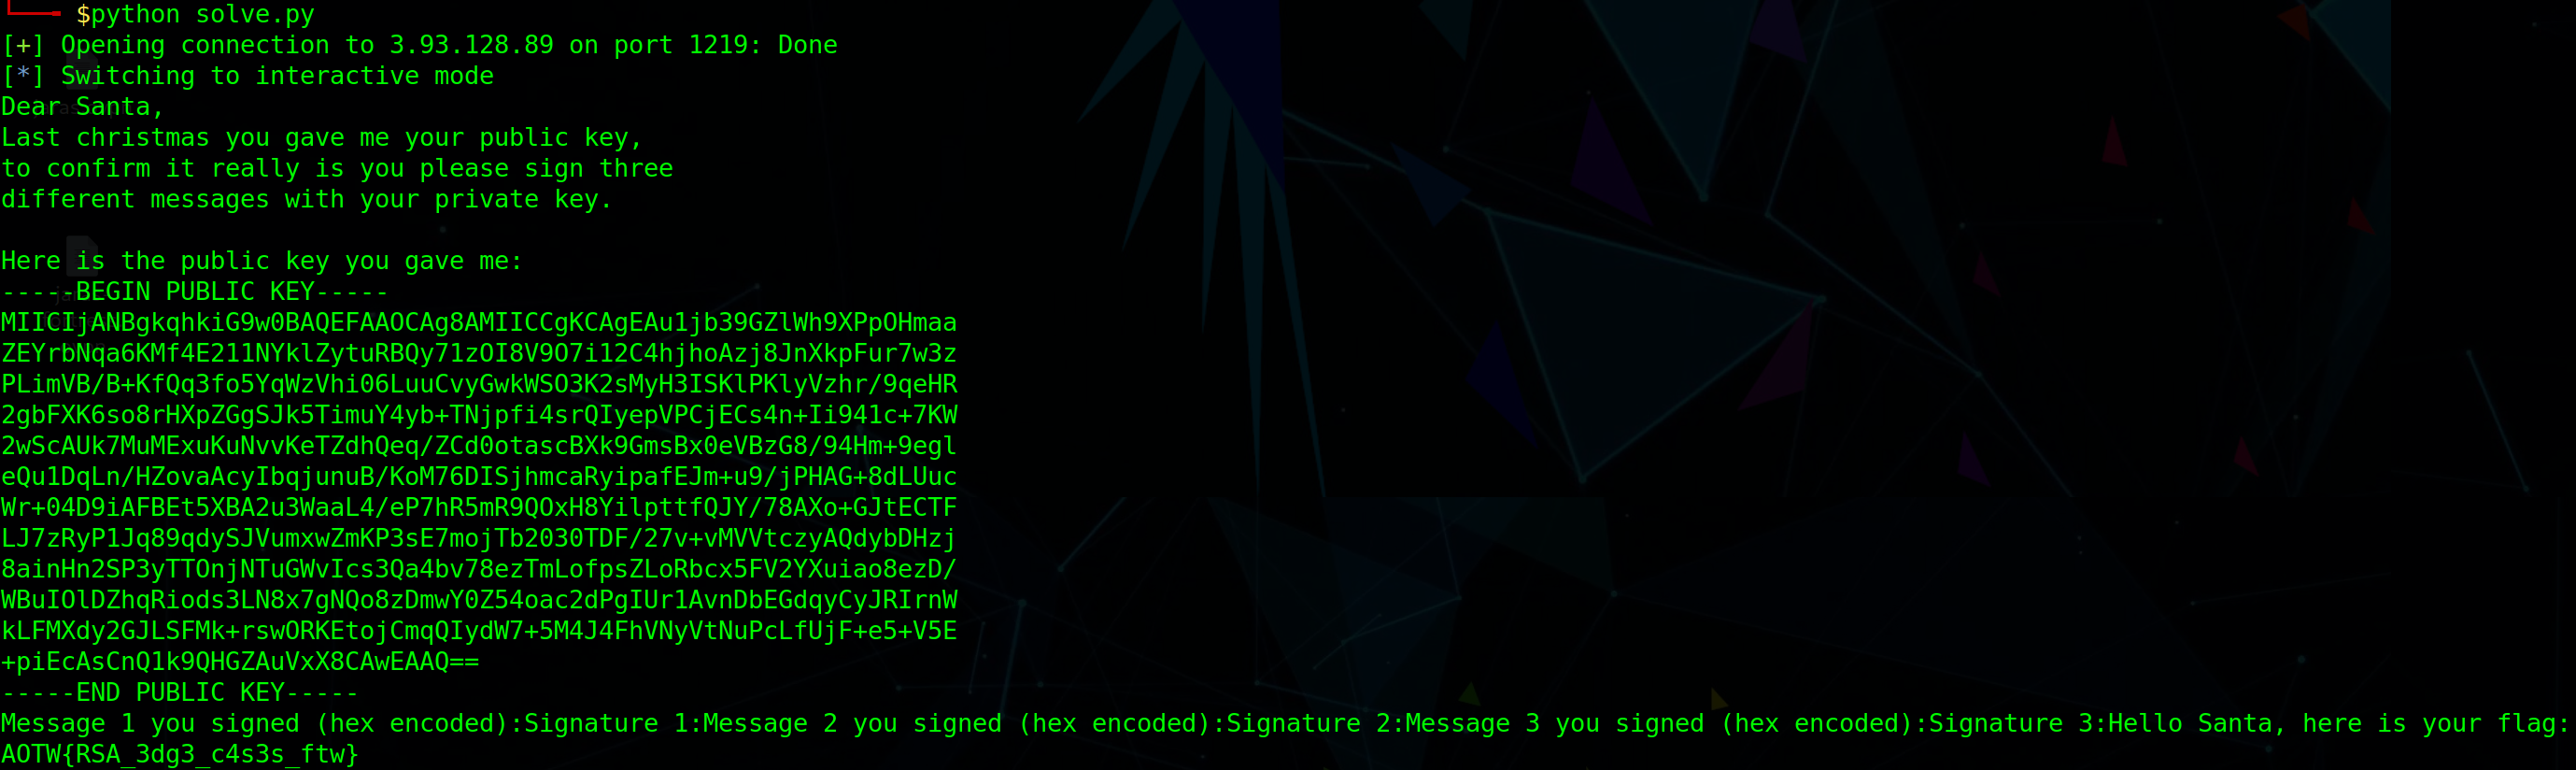 $python solve.py
[+] Opening connection to 3.93.128.89 on port 1219: Done
[*] Switching to interactive mode
Dear Santa,
Last christmas you gave me your public key,
to confirm it really is you please sign three
different messages with your private key.
Here is the public key you gave me:
-----BEGIN PUBLIC KEY-----
MIICIjANBgkqhkiG9w0BAQEFAAOCAg8AMIICCgKCAgEAu1jb39GZlWh9XPpOHmaa
ZEYrbNqa6KMf4E211NYklZytuRBQy71zOI8V9O7i12C4hjhoAzj8JnXkpFur7w3z
PLimVB/B+KfQq3fo5YqWzVhi06LuuCvyGwkWSO3K2sMyH3ISKlPKlyVzhr/9qeHR
2gbFXK6so8rHXpZGgSJk5TimuY4yb+TNjpfi4srQIyepVPCjECs4n+Ii941c+7KW
2wScAUk7MuMExuKuNvvKeTZdhQeq/ZCd0otascBXk9GmsBx0eVBzG8/94Hm+9egl
eQu1DqLn/HZovaAcyIbqjunuB/KoM76DISjhmcaRyipafEJm+u9/jPHAG+8dLUuc
Wr+04D9iAFBEt5XBA2u3WaaL4/eP7hR5mR9QOxH8YilpttfQJY/78AXo+GJtECTF
LJ7zRyP1Jq89qdySJVumxwZmKP3sE7mojTb2030TDF/27v+vMVVtczyAQdybDHzj
8ainHn2SP3yTTOnjNTuGWvIcs3Qa4bv78ezTmLofpsZLoRbcx5FV2YXuiao8ezD/
WBuIOlDZhqRiods3LN8x7gNQo8zDmwY0Z54oac2dPgIUr1AvnDbEGdqyCyJRIrnW
kLFMXdy2GJLSFMk+rswORKEtojCmqQIydW7+5M4J4FhVNyVtNuPcLfUjF+e5+V5E
+piEcAsCnQ1k9QHGZAuVxX8CAwEAAQ==
-----END PUBLIC KEY-----
Message 1 you signed (hex encoded):Signature 1:Message 2 you signed (hex encoded):Signature 2:Message 3 you signed (hex encoded):Signature 3:Hello Santa, here is your flag:
AOTW{RSA_3dg3_c4s3s_ftw}